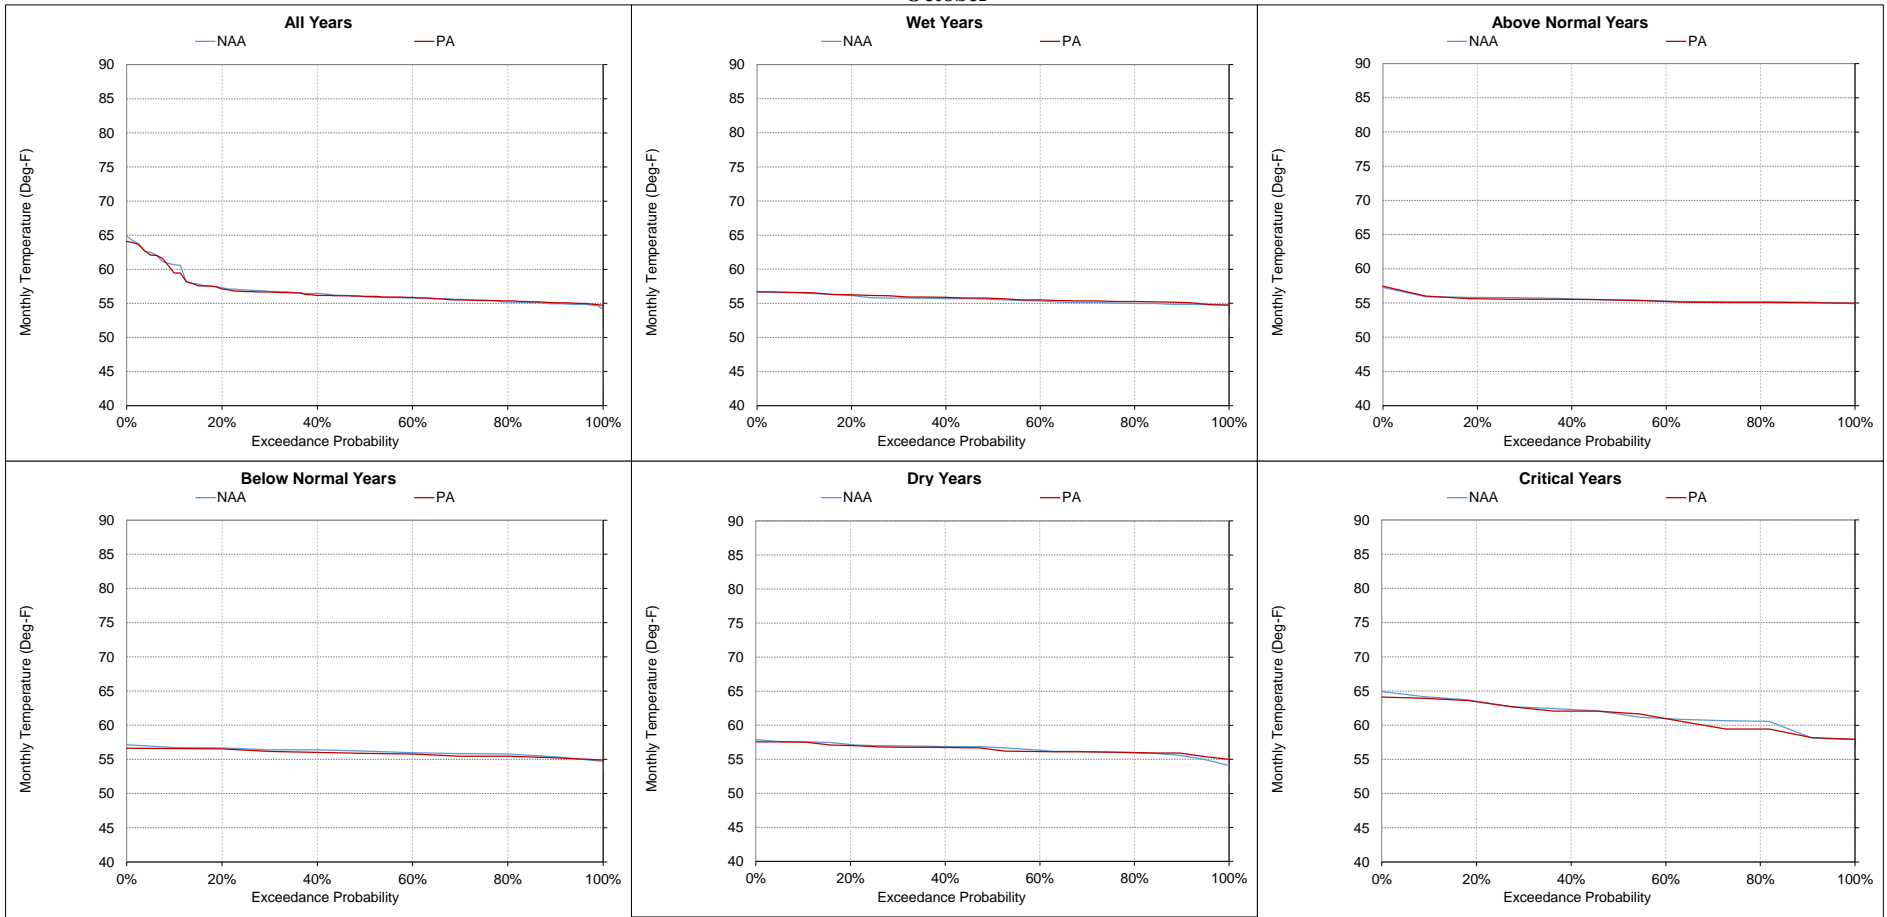 All Years
NAA PA
90
85
80
75
70
65
60
55
50
45
40
0% 20% 40% 60% 80% 100%
Monthly Temperature (Deg-F)
Exceedance Probability
Wet Years
NAA PA
90
85
80
75
70
65
60
55
50
45
40
0% 20% 40% 60% 80% 100%
Monthly Temperature (Deg-F)
Exceedance Probability
Above Normal Years
NAA PA
90
85
80
75
70
65
60
55
50
45
40
0% 20% 40% 60% 80% 100%
Monthly Temperature (Deg-F)
Exceedance Probability
Below Normal Years
NAA PA
90
85
80
75
70
65
60
55
50
45
40
0% 20% 40% 60% 80% 100%
Monthly Temperature (Deg-F)
Exceedance Probability
Dry Years
NAA PA
90
85
80
75
70
65
60
55
50
45
40
0% 20% 40% 60% 80% 100%
Monthly Temperature (Deg-F)
Exceedance Probability
Critical Years
NAA PA
90
85
80
75
70
65
60
55
50
45
40
0% 20% 40% 60% 80% 100%
Monthly Temperature (Deg-F)
Exceedance Probability